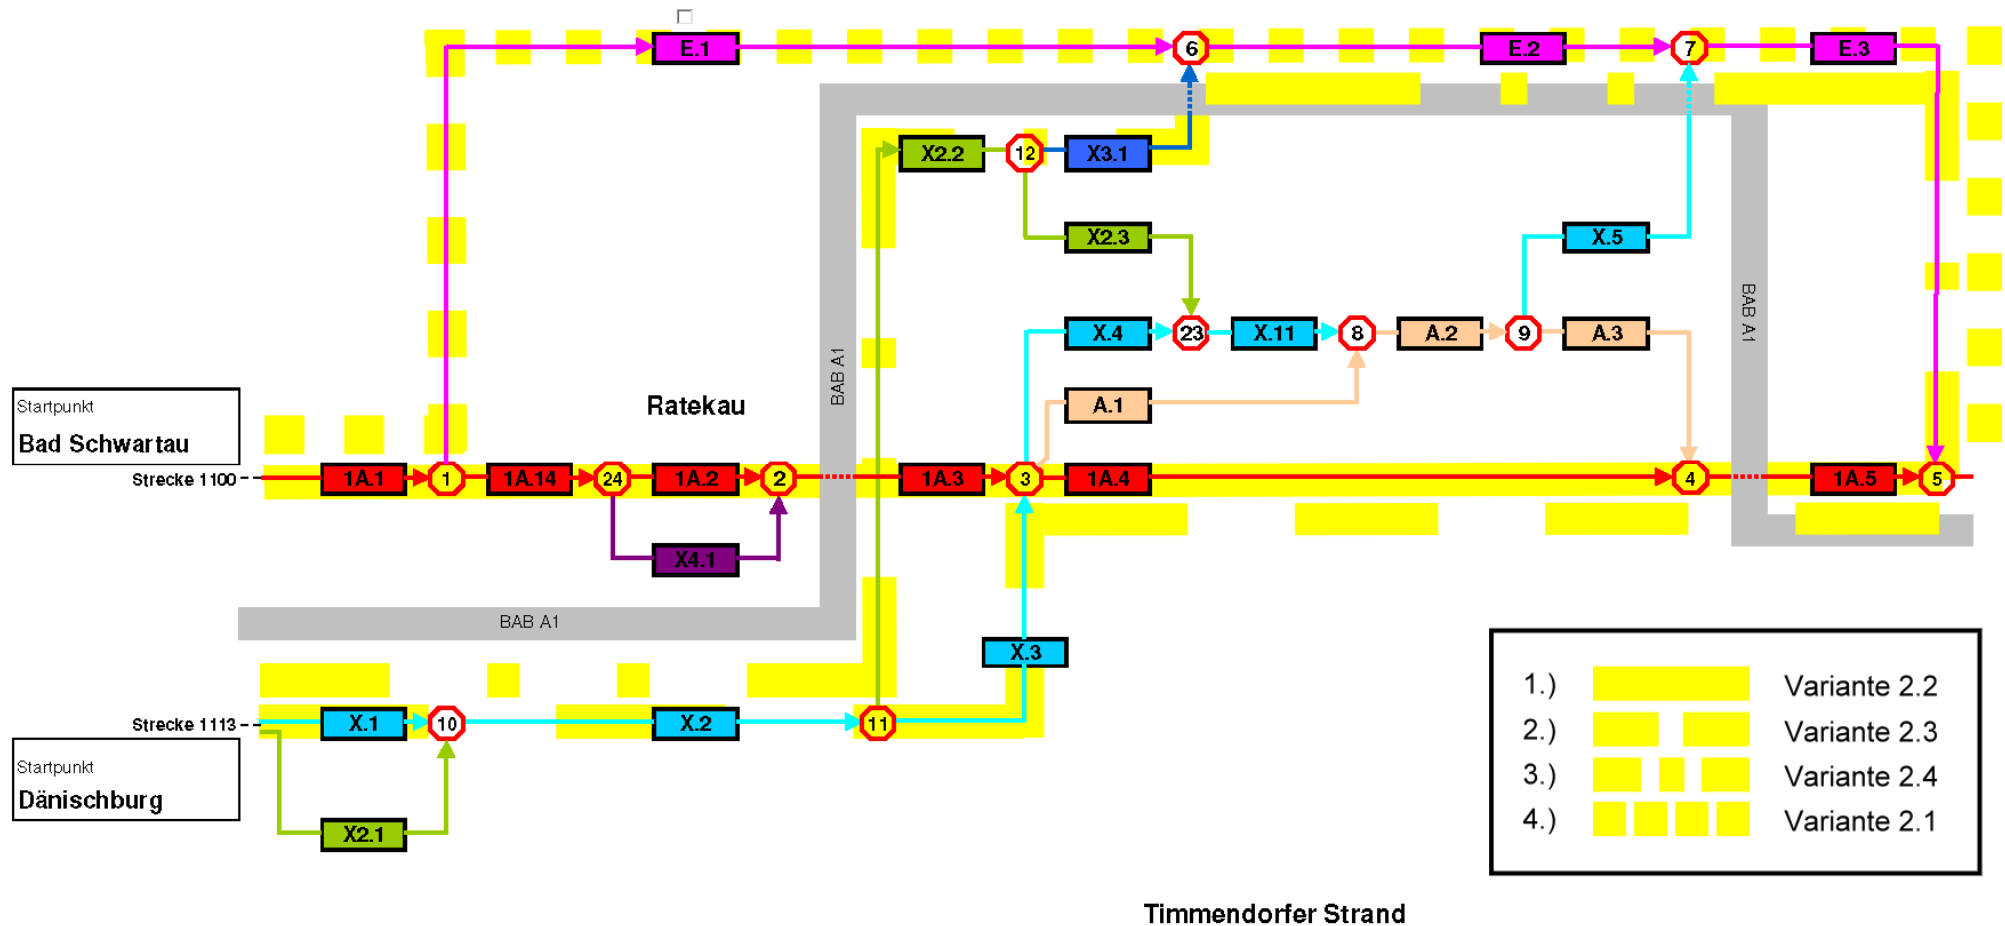 E.1
6
E.2
7
E.3
X2.2
12
X3.1
X2.3
X.5
BAB A1
BAB A1
X.4
23
X.11
8
A.2
9
A.3
Startpunkt
Bad Schwartau
Ratekau
A.1
Strecke 1100
1A.1
1
1A.14
24
1A.2
2
1A.3
3
1A.4
4
1A.5
5
X4.1
BAB A1
X.3
Strecke 1113
X.1
10
X.2
11
Startpunkt
Dänischburg
X2.1
1.) Variante 2.2
2.) Variante 2.3
3.) Variante 2.4
4.) Variante 2.1
Timmendorfer Strand